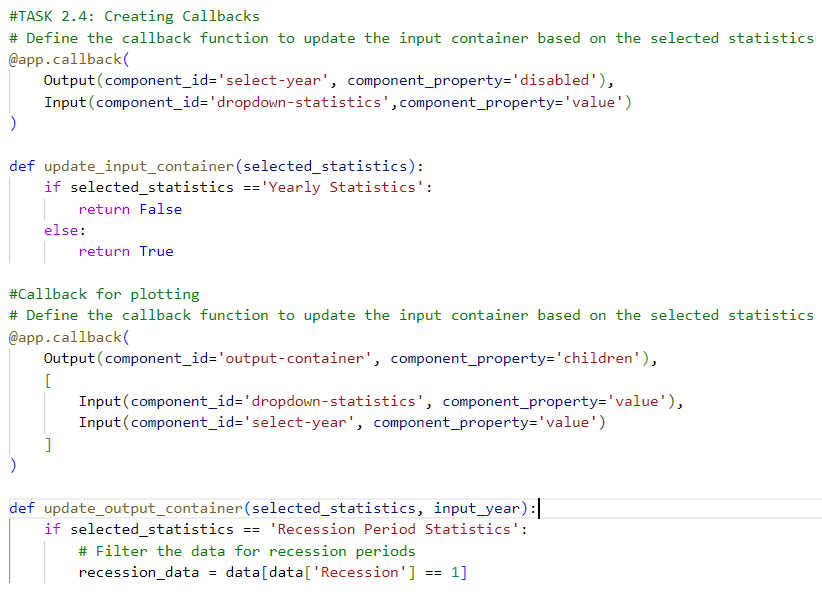 #TASK 2.4: Creating Callbacks
# Define the callback function to update the input container based on the selected statistics
@app.callback(
    Output(component_id='select-year', component_property='disabled'),
    Input(component_id='dropdown-statistics',component_property='value')
)
def update_input_container(selected_statistics):
    if selected_statistics =='Yearly Statistics':
        return False
    else:
        return True
#Callback for plotting
# Define the callback function to update the input container based on the selected statistics
@app.callback(
    Output(component_id='output-container', component_property='children'),
    [
        Input(component_id='dropdown-statistics', component_property='value'),
        Input(component_id='select-year', component_property='value')
    ]
)
def update_output_container(selected_statistics, input_year):
    if selected_statistics == 'Recession Period Statistics':
        # Filter the data for recession periods
        recession_data = data[data['Recession'] == 1]